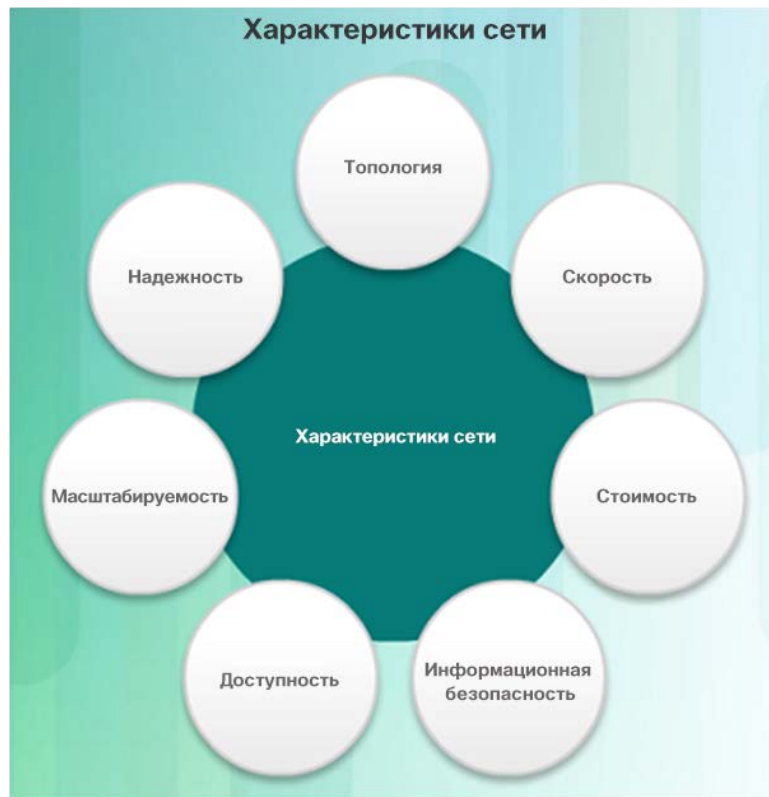 Характеристики сети
Топология
Скорость
Стоимость
Информационная
безопасность
Доступность
Масштабируемость
Надежность
Характеристики сети